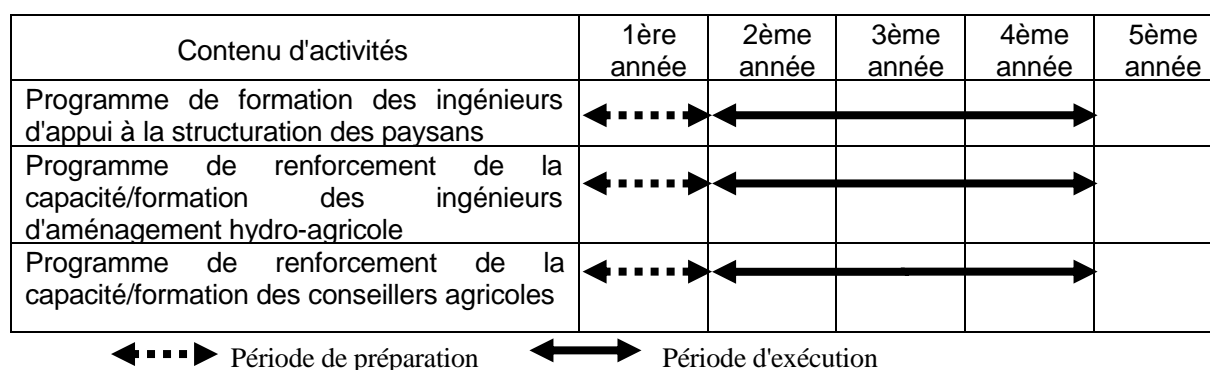 Contenu d'activités
1ère année
2ème année
3ème année
4ème année
5ème année
Programme de formation des ingénieurs
d'appui à la structuration des paysans
Programme de renforcement de la
capacité/formation des ingénieurs
d'aménagement hydro-agricole
Programme de renforcement de la
capacité/formation des conseillers agricoles
Période de préparation Période d'exécution